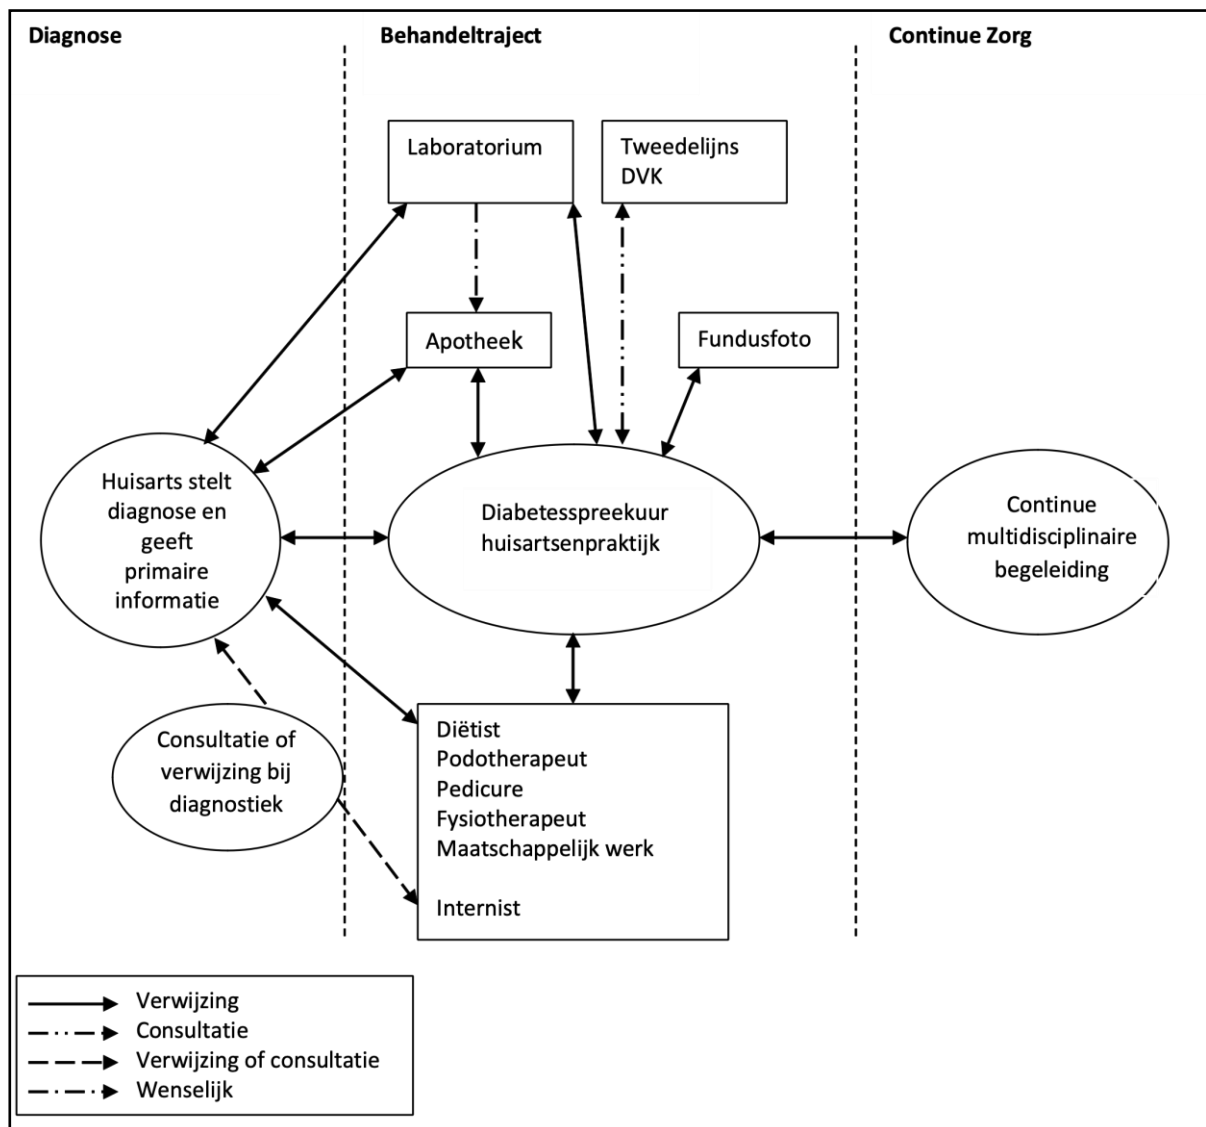 Diagnose
Behandeltraject
Continue Zorg
Laboratorium
Tweedelijns
DVK
Apotheek
Fundusfoto
Huisarts stelt
diagnose en
geeft
primaire
informatie
Diabetesspreekuur
huisartsenpraktijk
Continue
multidisciplinaire
begeleiding
Consultatie of
verwijzing bij
diagnostiek
Diëtist
Podotherapeut
Pedicure
Fysiotherapeut
Maatschappelijk werk
Internist
Verwijzing
Consultatie
Verwijzing of consultatie
Wenselijk